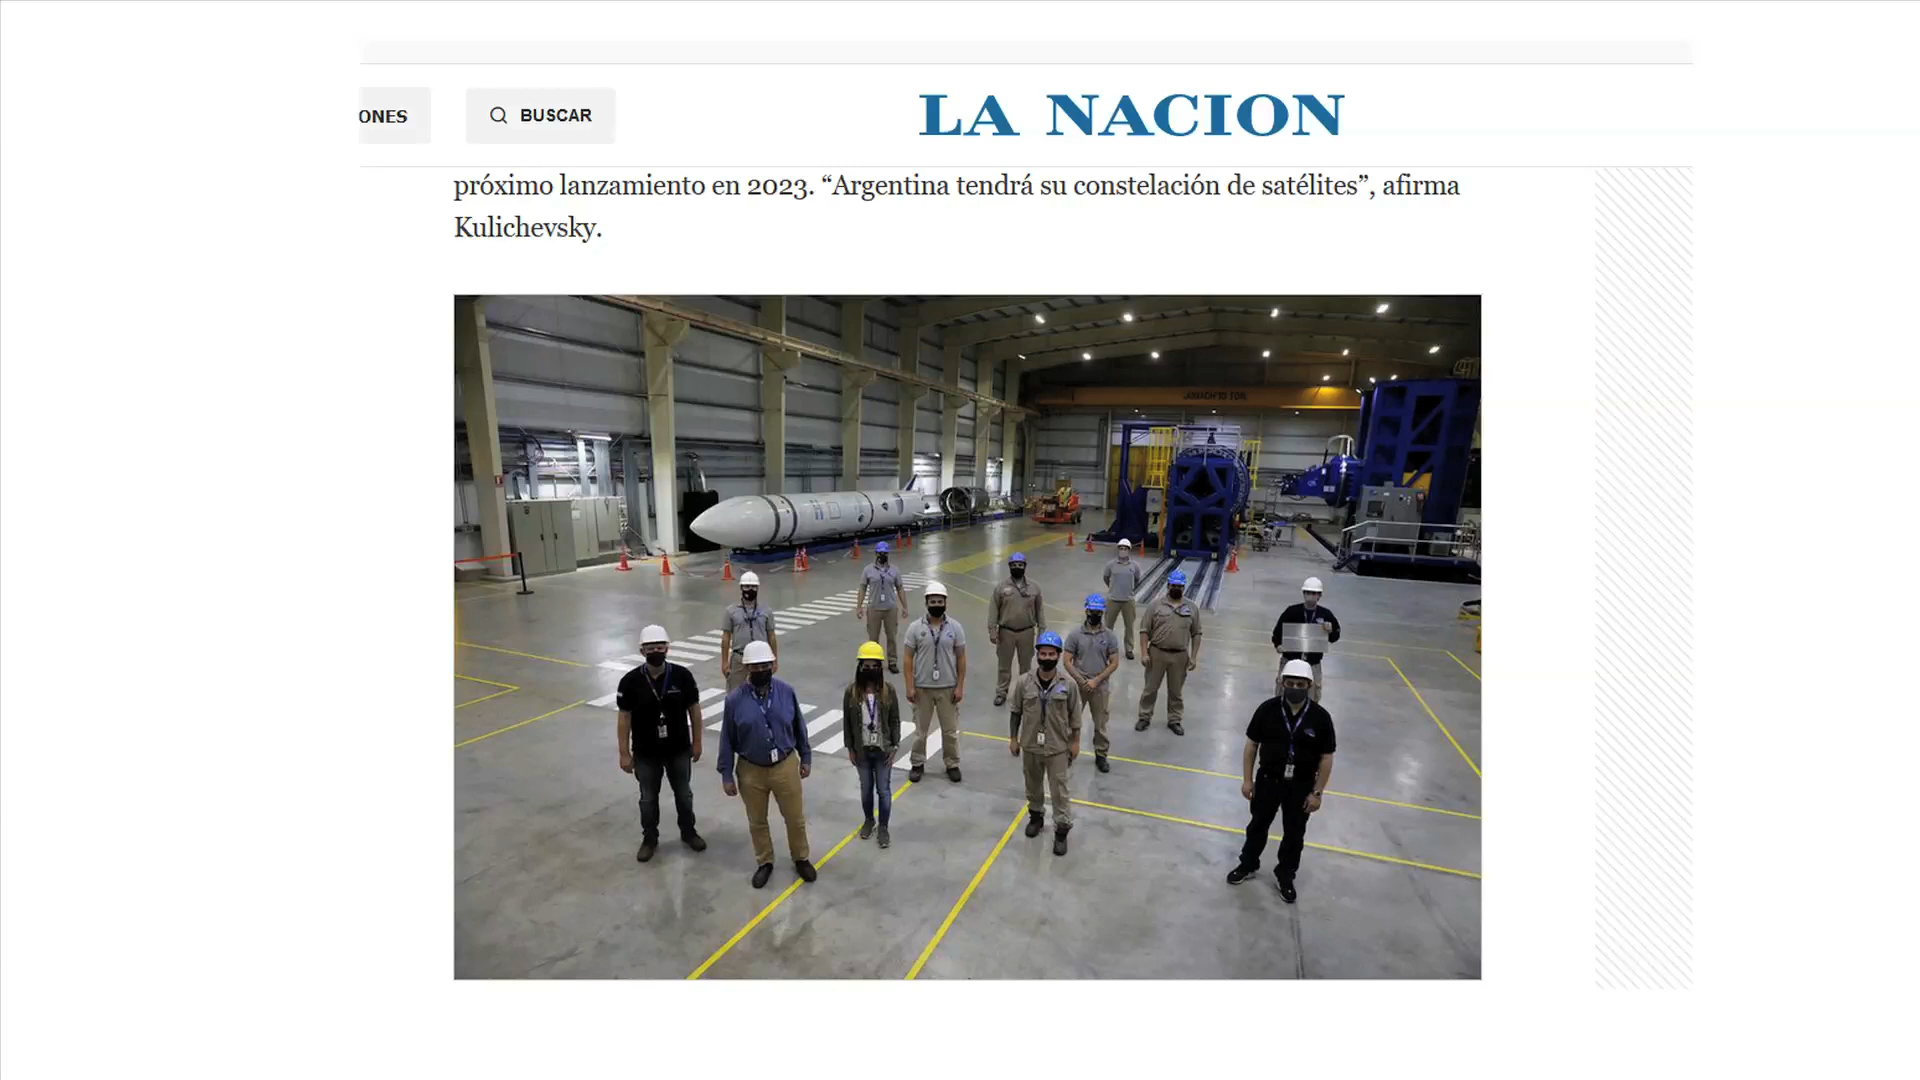 ONES
BUSCAR
LA NACION
próximo lanzamiento en 2023. “Argentina tendrá su constelación de satélites”, afirma
Kulichevsky.